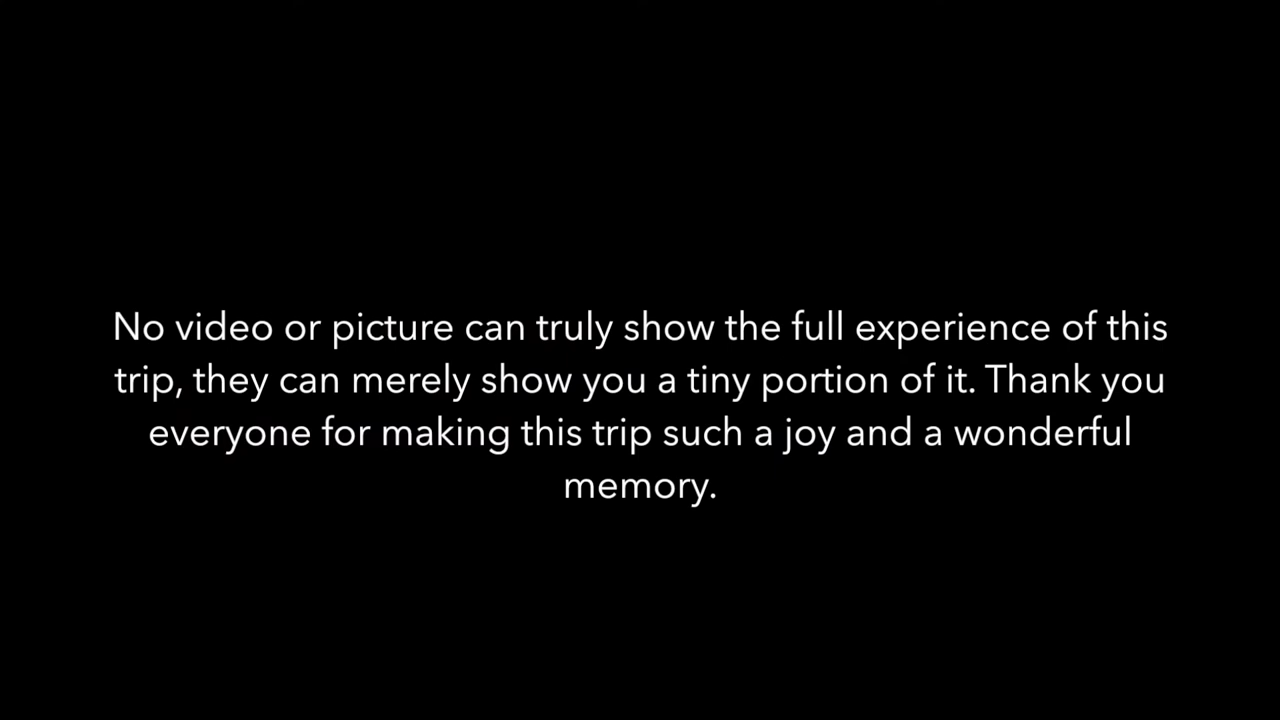 No video or picture can truly show the full experience of this
trip, they can merely show you a tiny portion of it. Thank you
everyone for making this trip such a joy and a wonderful
memory.